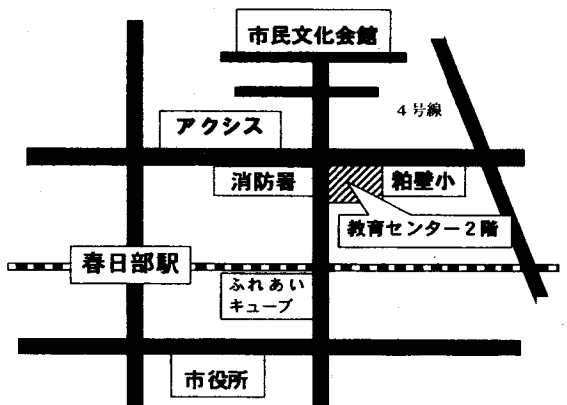 市民文化会館
4号線
アクシス
消防署
粕壁小
教育センター2階
春日部駅
ふれあい
キューブ
市役所